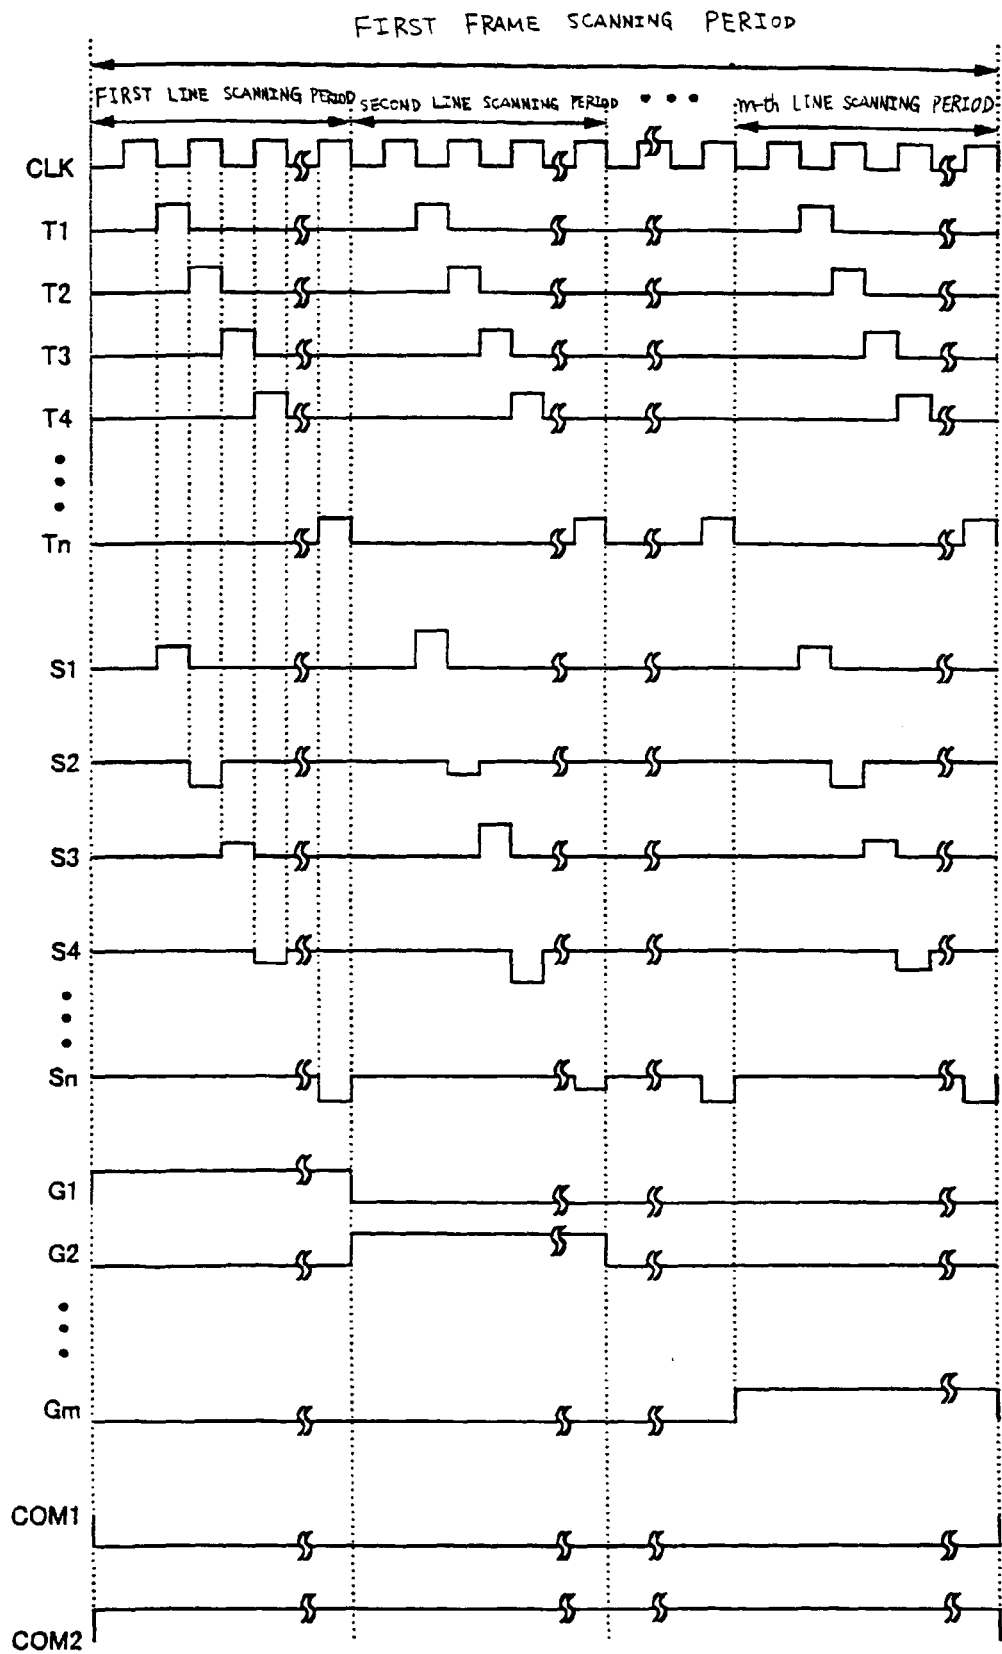 FIRST FRAME SCANNING PERIOD
FIRST LINE SCANNING PERIOD
SECOND LINE SCANNING PERIOD
• • •
m-th LINE SCANNING PERIOD
CLK
T1
T2
T3
T4
Tn
S1
S2
S3
S4
Sn
G1
G2
Gm
COM1
COM2